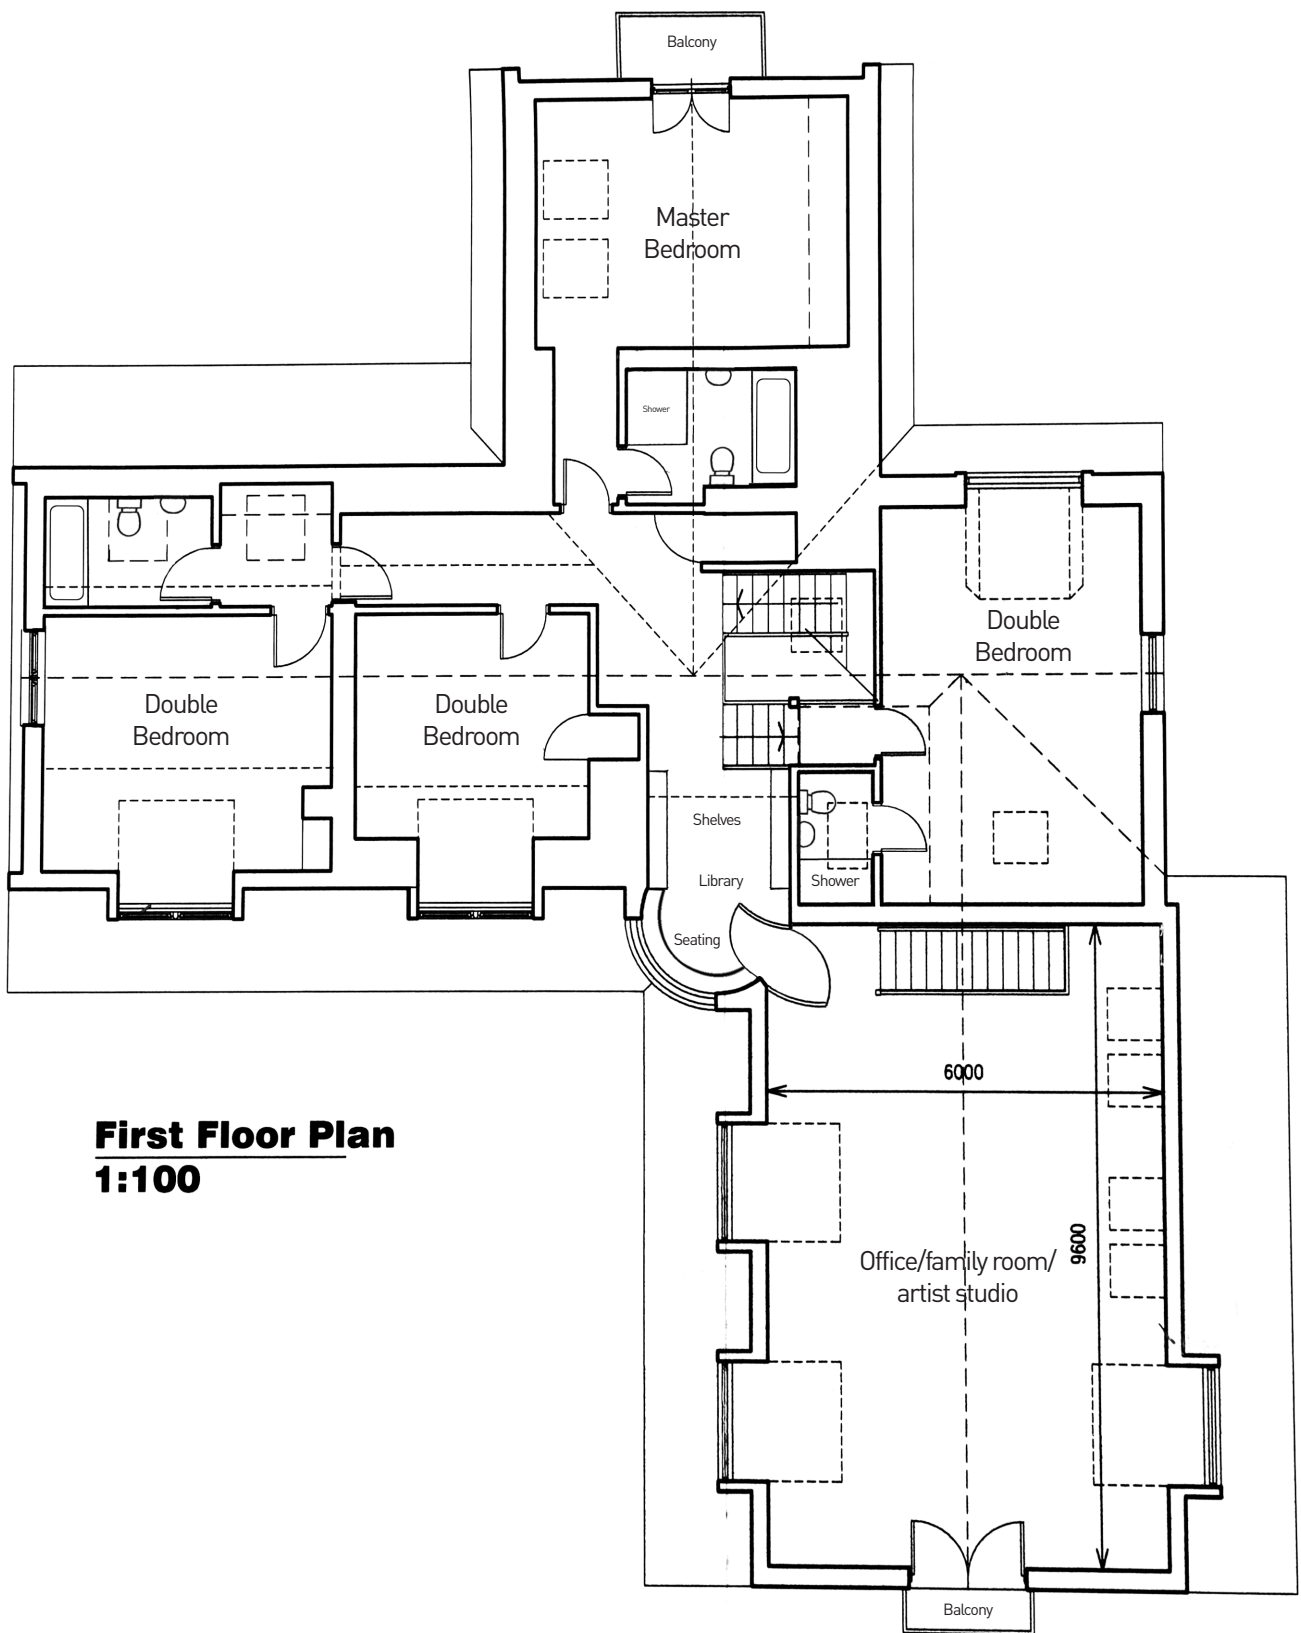 Balcony
Master
Bedroom
Shower
Double
Bedroom
Double
Bedroom
Double
Bedroom
Shelves
Library
Shower
Seating
6000
First Floor Plan
1:100
9600
Office/family room/
artist studio
Balcony